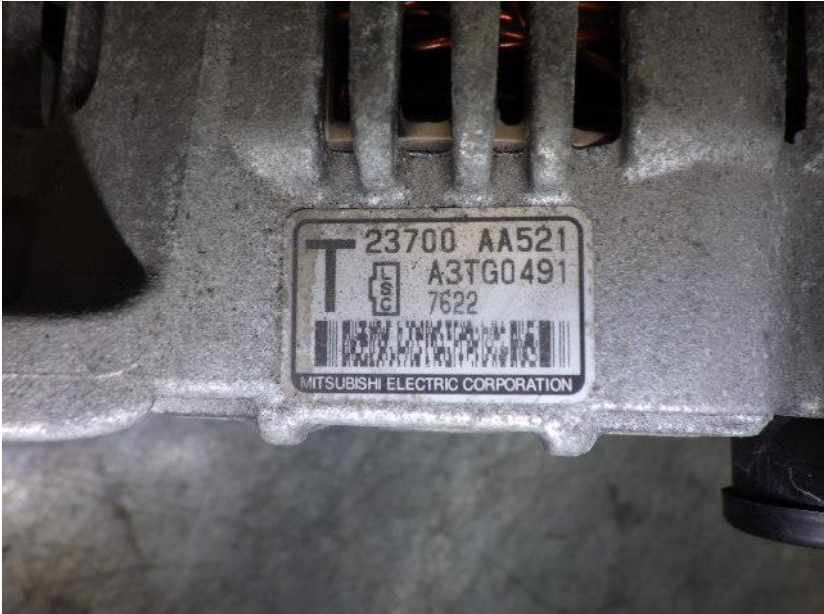 T 23700 AA521
LSC A3TG0491
7622
MITSUBISHI ELECTRIC CORPORATION